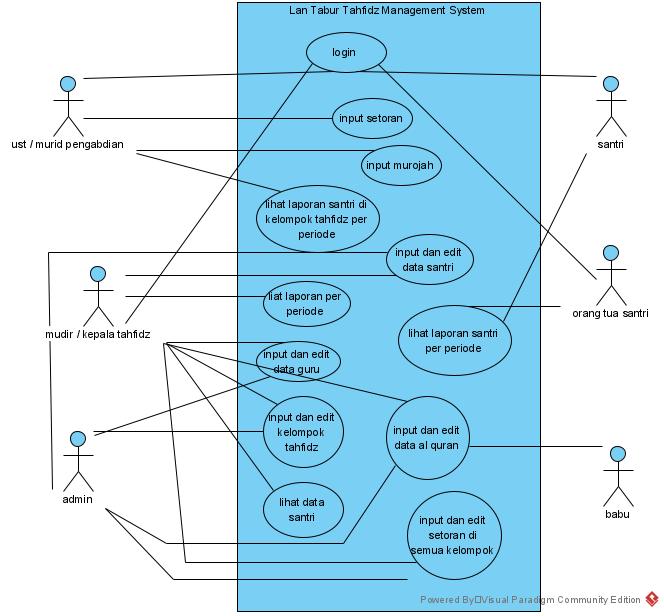 Lan Tabur Tahfidz Management System
login
input setoran
ust / murid pengabdian
santri
input murojah
lihat laporan santri di
kelompok tahfidz per
periode
input dan edit
data santri
liat laporan per
periode
orang tua santri
mudir / kepala tahfidz
lihat laporan santri
per periode
input dan edit
data guru
input dan edit
kelompok
tahfidz
input dan edit
data al quran
admin
lihat data
santri
babu
input dan edit
setoran di
semua kelompok
Powered By□Visual Paradigm Community Edition